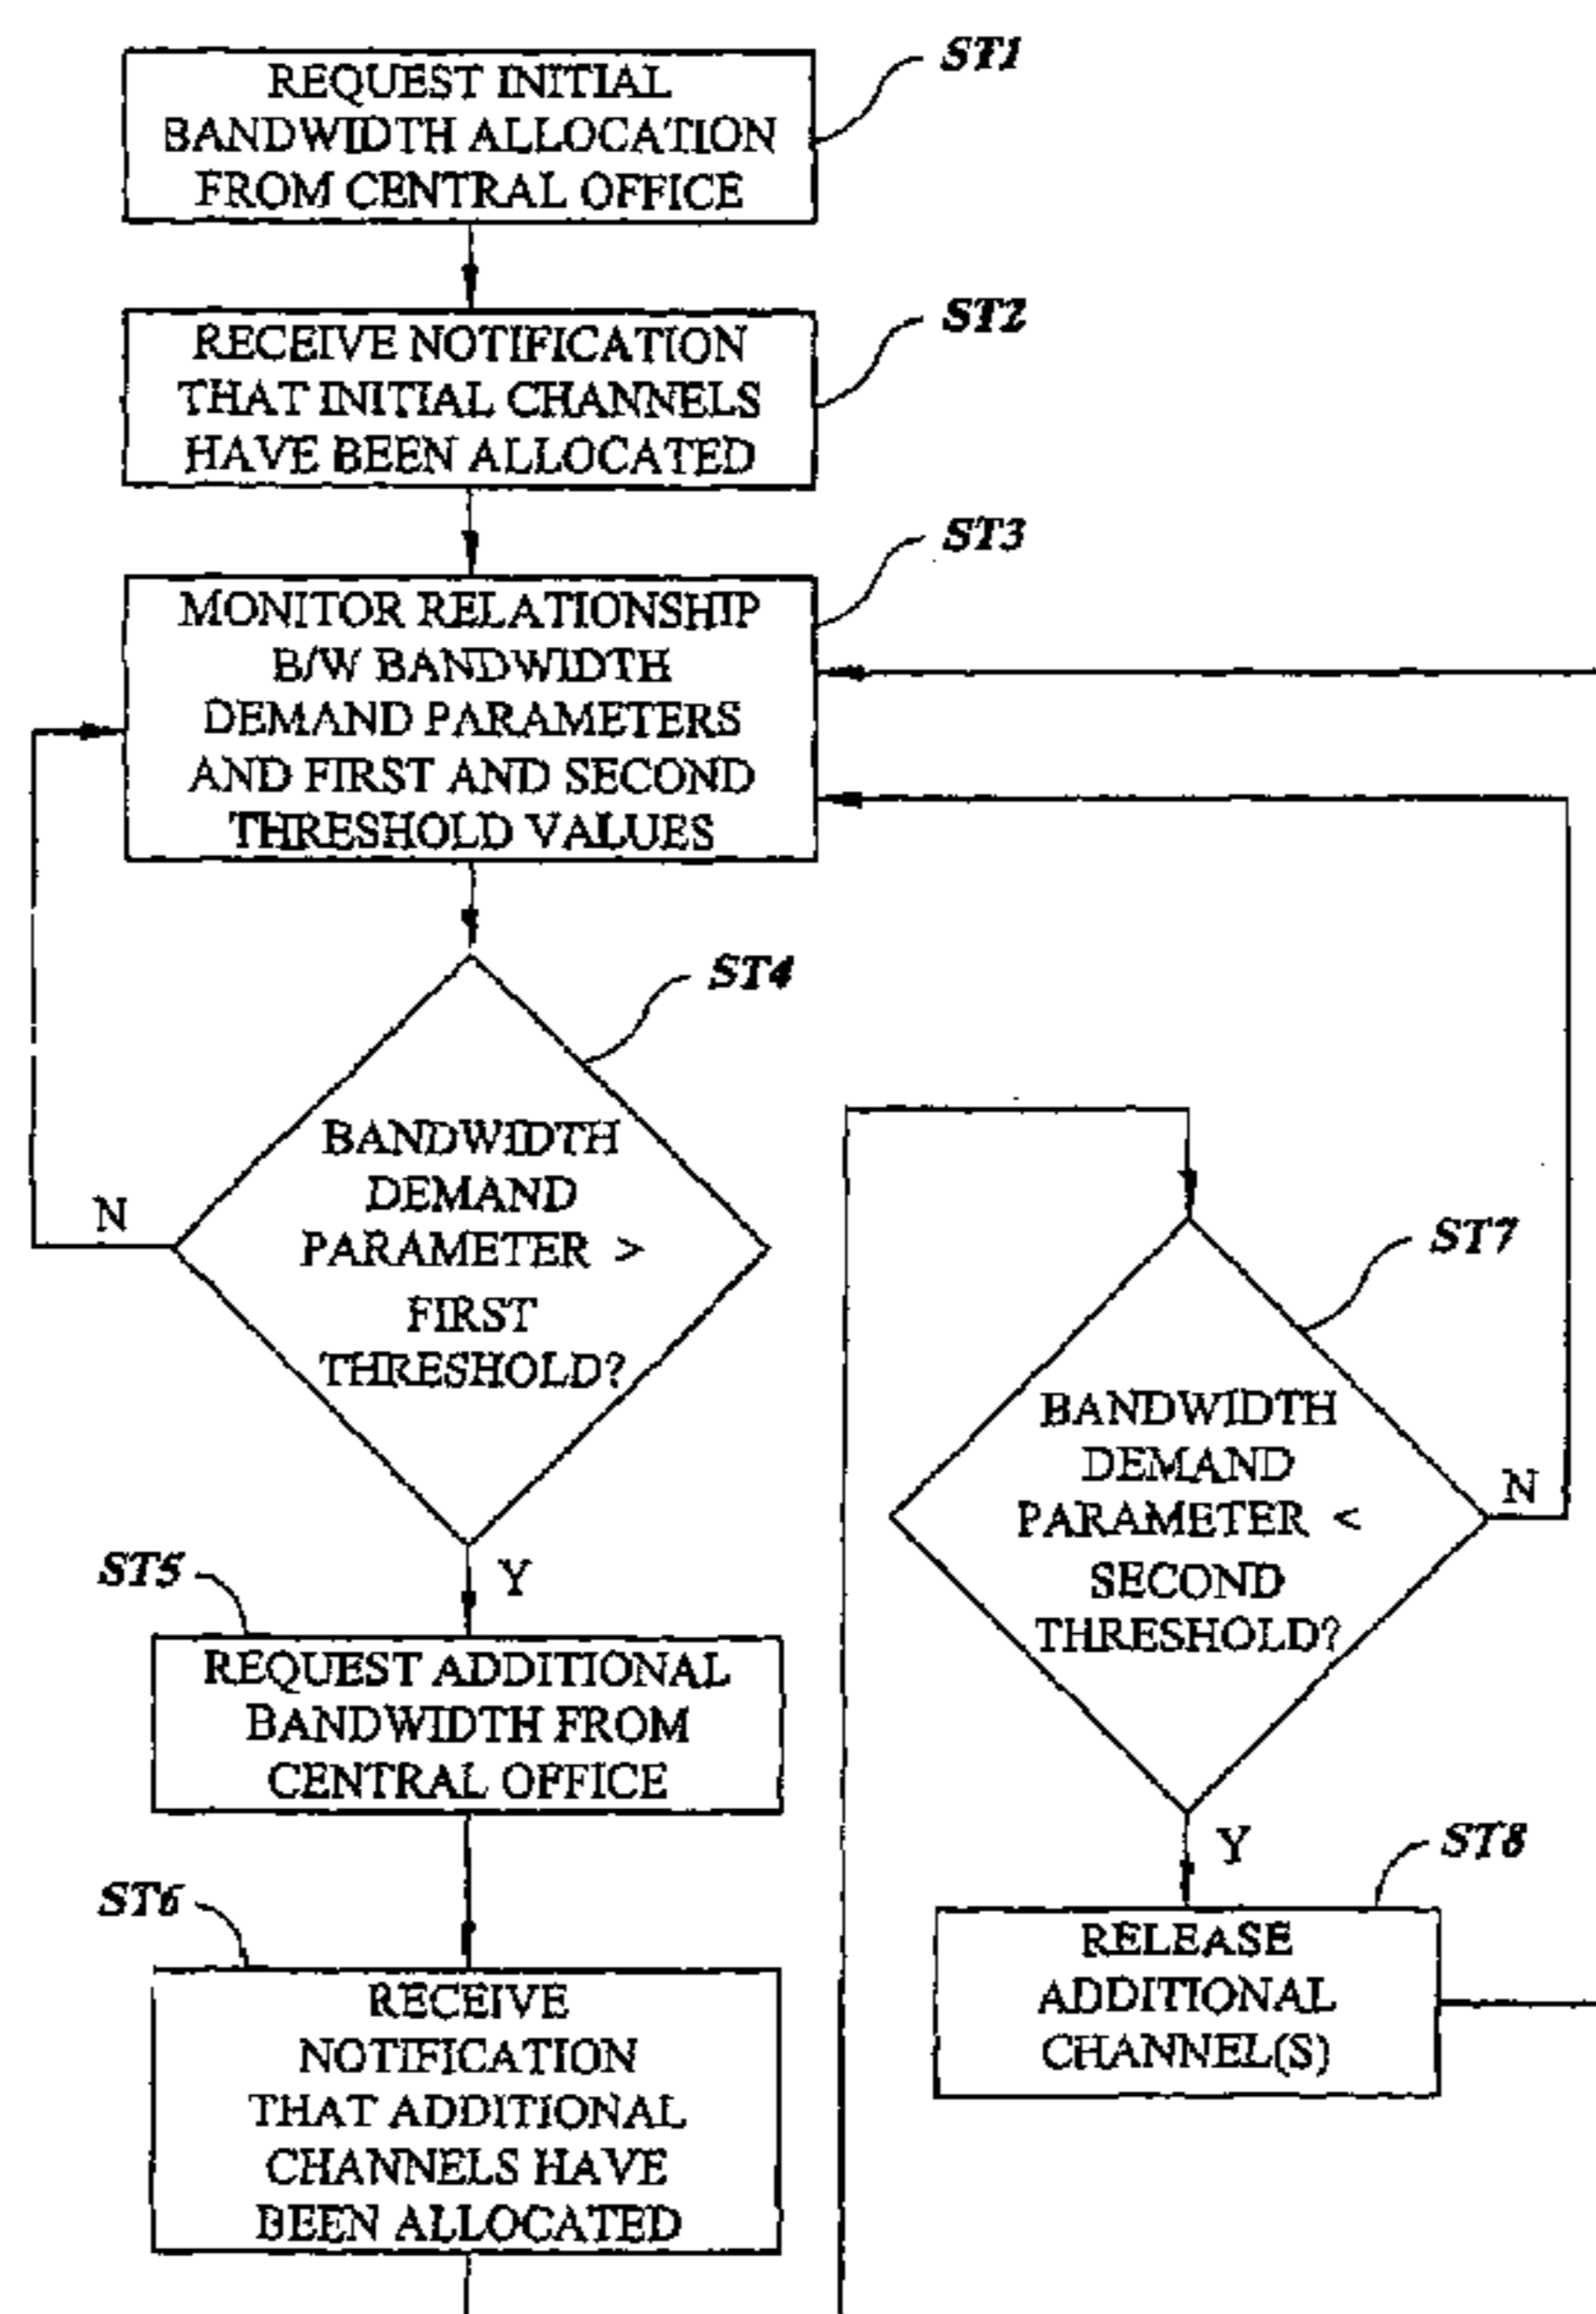 ST1
REQUEST INITIAL
BANDWIDTH ALLOCATION
FROM CENTRAL OFFICE
ST2
RECEIVE NOTIFICATION
THAT INITIAL CHANNELS
HAVE BEEN ALLOCATED
ST3
MONITOR RELATIONSHIP
B/W BANDWIDTH
DEMAND PARAMETERS
AND FIRST AND SECOND
THRESHOLD VALUES
ST4
BANDWIDTH
DEMAND
PARAMETER >
FIRST
THRESHOLD?
N
Y
ST5
REQUEST ADDITIONAL
BANDWIDTH FROM
CENTRAL OFFICE
ST6
RECEIVE
NOTIFICATION
THAT ADDITIONAL
CHANNELS HAVE
BEEN ALLOCATED
ST7
BANDWIDTH
DEMAND
PARAMETER <
SECOND
THRESHOLD?
N
Y
ST8
RELEASE
ADDITIONAL
CHANNEL(S)